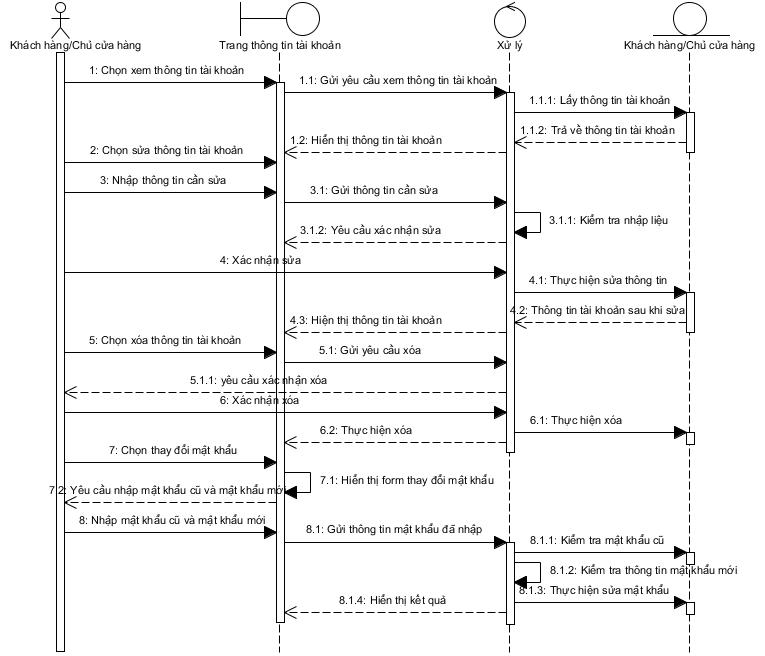 Khách hàng/Chủ cửa hàng
Trang thông tin tài khoản
Xử lý
Khách hàng/Chủ cửa hàng
1: Chọn xem thông tin tài khoản
1.1: Gửi yêu cầu xem thông tin tài khoản
1.1.1: Lấy thông tin tài khoản
1.1.2: Trả về thông tin tài khoản
1.2: Hiển thị thông tin tài khoản
2: Chọn sửa thông tin tài khoản
3: Nhập thông tin cần sửa
3.1: Gửi thông tin cần sửa
3.1.1: Kiểm tra nhập liệu
3.1.2: Yêu cầu xác nhận sửa
4: Xác nhận sửa
4.1: Thực hiện sửa thông tin
4.2: Thông tin tài khoản sau khi sửa
4.3: Hiện thị thông tin tài khoản
5: Chọn xóa thông tin tài khoản
5.1: Gửi yêu cầu xóa
5.1.1: yêu cầu xác nhận xóa
6: Xác nhận xóa
6.1: Thực hiện xóa
6.2: Thực hiện xóa
7: Chọn thay đổi mật khẩu
7.1: Hiển thị form thay đổi mật khẩu
7.2: Yêu cầu nhập mật khẩu cũ và mật khẩu mới
8: Nhập mật khẩu cũ và mật khẩu mới
8.1: Gửi thông tin mật khẩu đã nhập
8.1.1: Kiểm tra mật khẩu cũ
8.1.2: Kiểm tra thông tin mật khẩu mới
8.1.3: Thực hiện sửa mật khẩu
8.1.4: Hiển thị kết quả